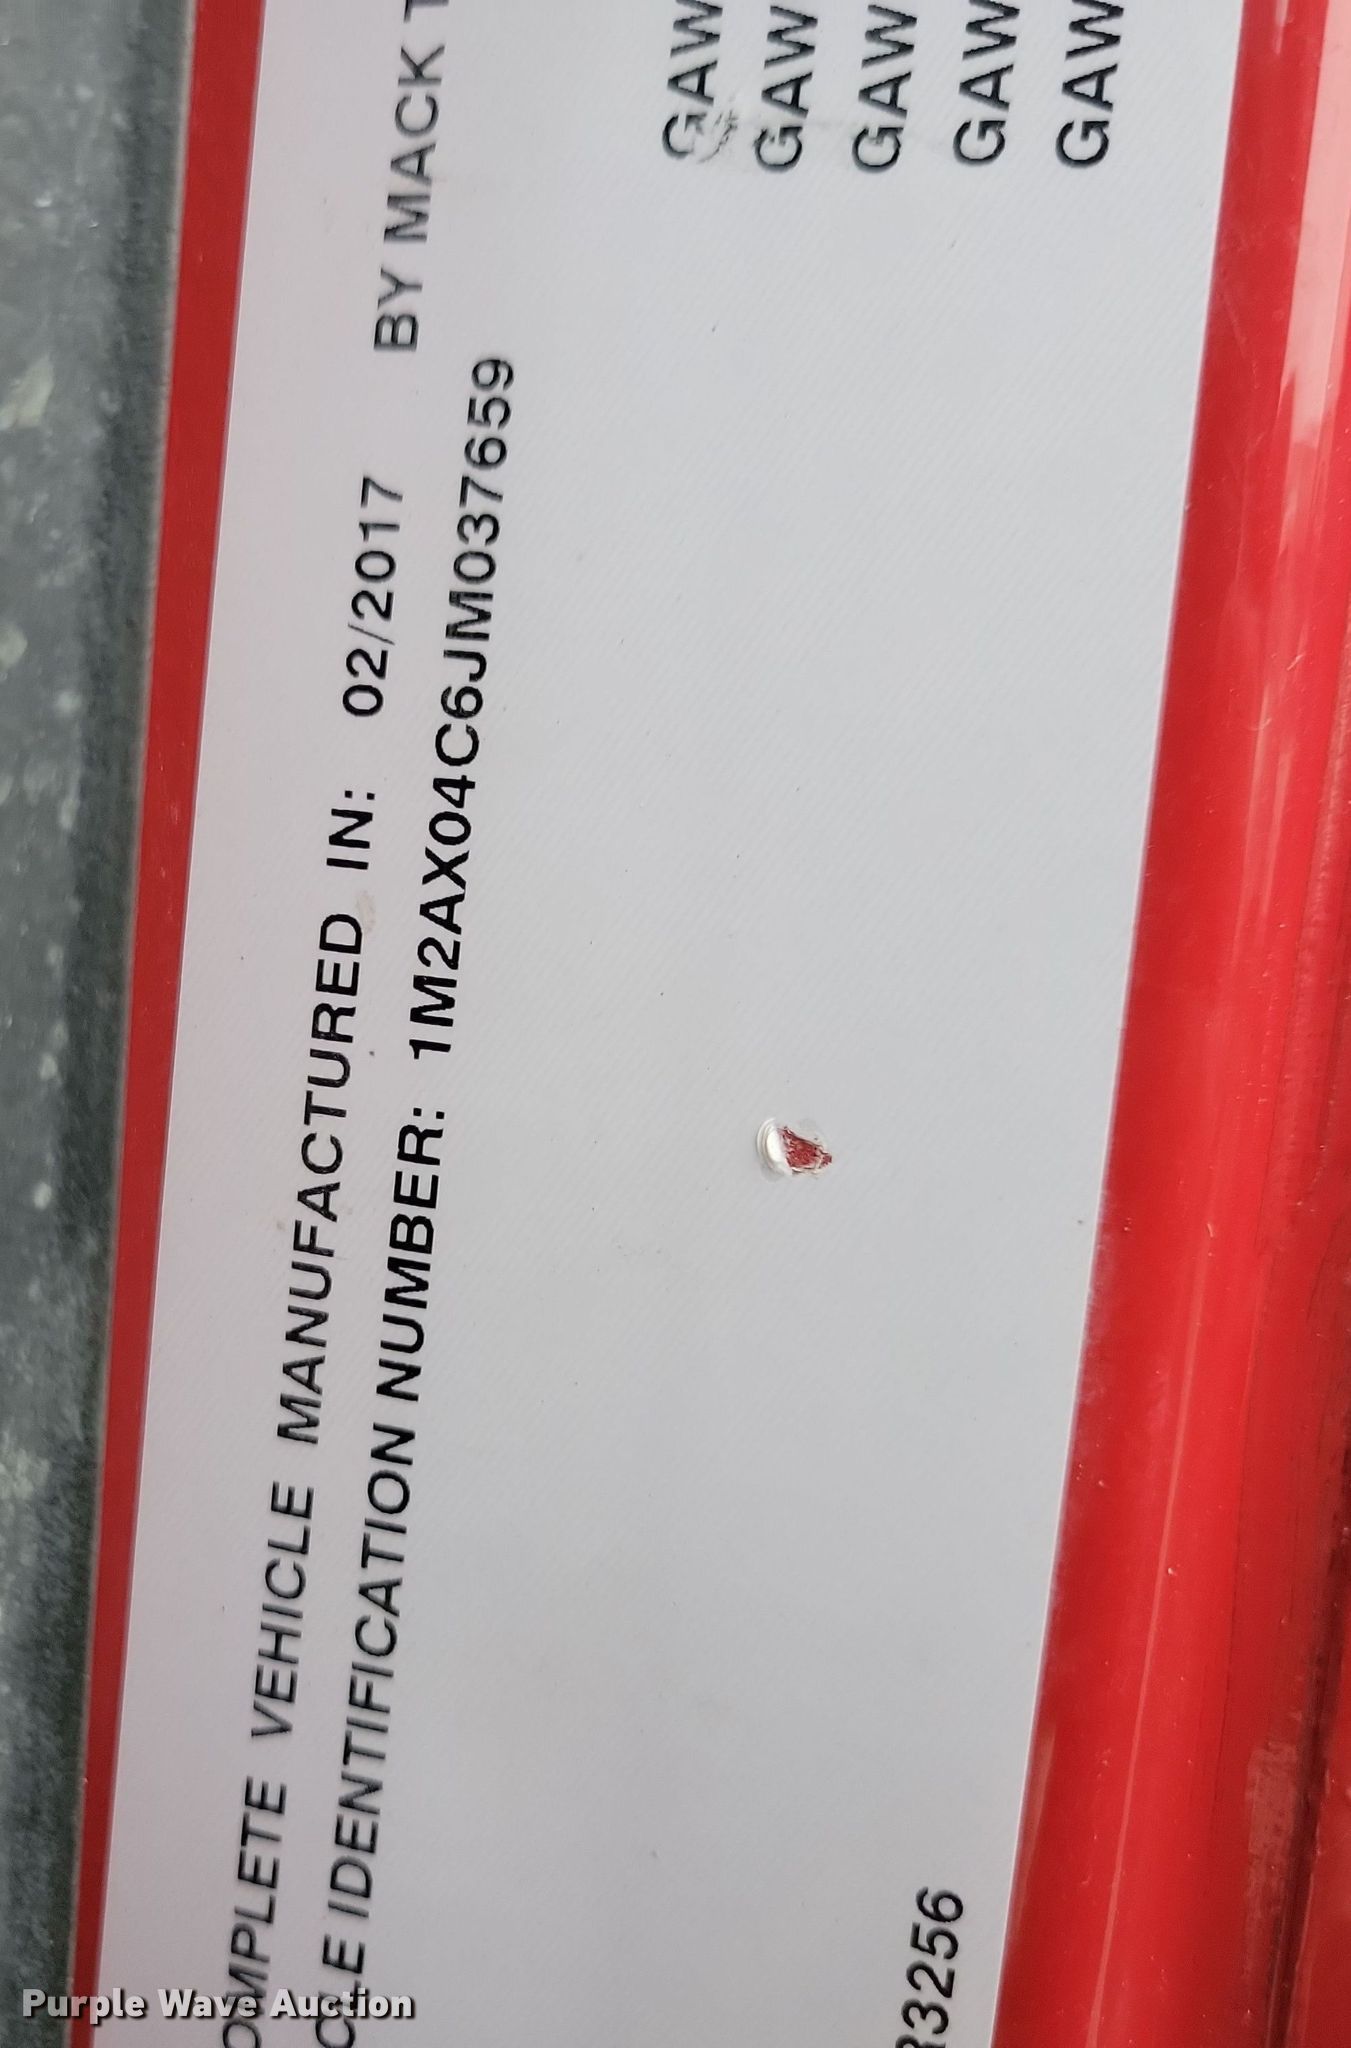 OMPLETE VEHICLE MANUFACTURED IN: 02/2017 BY MACK T
CLE IDENTIFICATION NUMBER: 1M2AX04C6JM037659
GAW
GAW
GAW
GAW
GAW
3256
Purple Wave Auction